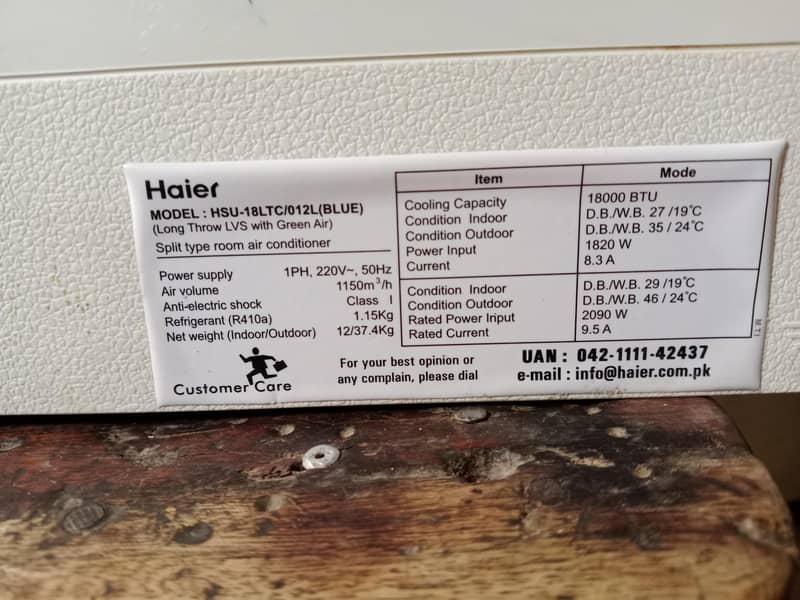 Haier
MODEL : HSU-18LTC/012L(BLUE)
(Long Throw LVS with Green Air)
Split type room air conditioner
Power supply 1PH, 220V~, 50Hz
Air volume 1150m³/h
Anti-electric shock Class I
Refrigerant (R410a) 1.15Kg
Net weight (Indoor/Outdoor) 12/37.4Kg
Item Mode
Cooling Capacity 18000 BTU
Condition Indoor D.B./W.B. 27 /19°C
Condition Outdoor D.B./W.B. 35 / 24°C
Power Input 1820 W
Current 8.3 A
Condition Indoor D.B./W.B. 29 /19°C
Condition Outdoor D.B./W.B. 46 / 24°C
Rated Power Input 2090 W
Rated Current 9.5 A
Customer Care
For your best opinion or
any complain, please dial
UAN : 042-1111-42437
e-mail : info@haier.com.pk